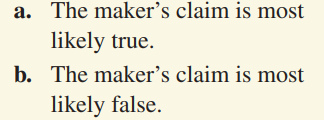 a. The maker's claim is most
likely true.
b. The maker's claim is most
likely false.